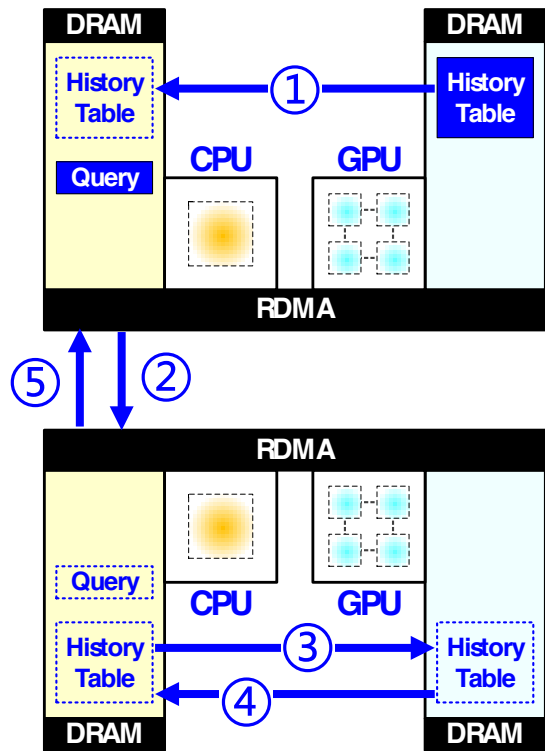 DRAM
DRAM
History
Table
①
History
Table
Query
CPU
GPU
RDMA
⑤
②
RDMA
Query
CPU
GPU
History
Table
③
④
History
Table
DRAM
DRAM